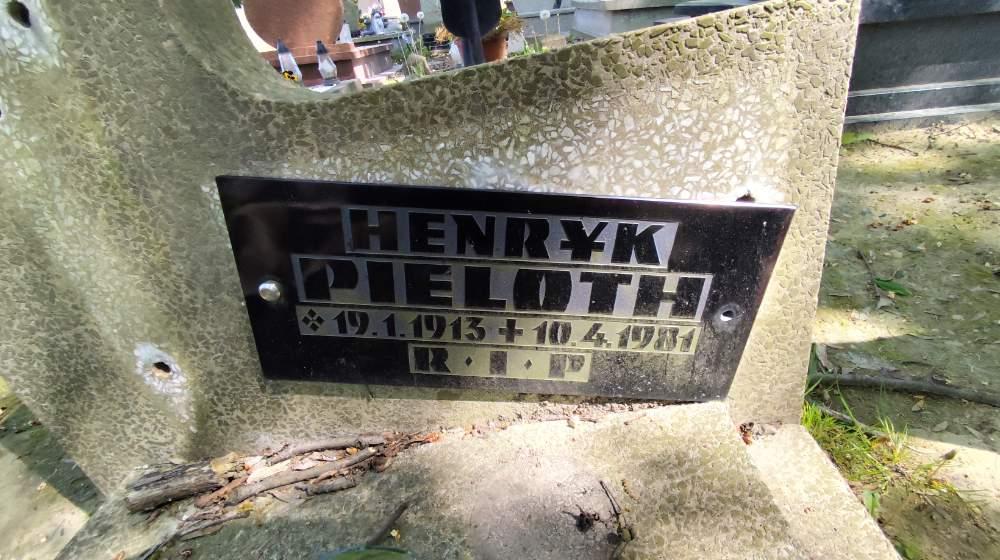 HENRYK
PIELOTH
❖ 19.1.1913 + 10.4.1981
R·I·P